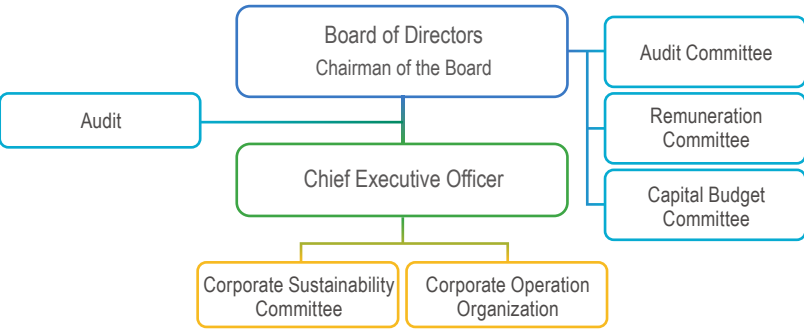 Board of Directors
Chairman of the Board
Audit Committee
Audit
Remuneration
Committee
Chief Executive Officer
Capital Budget
Committee
Corporate Sustainability
Committee
Corporate Operation
Organization